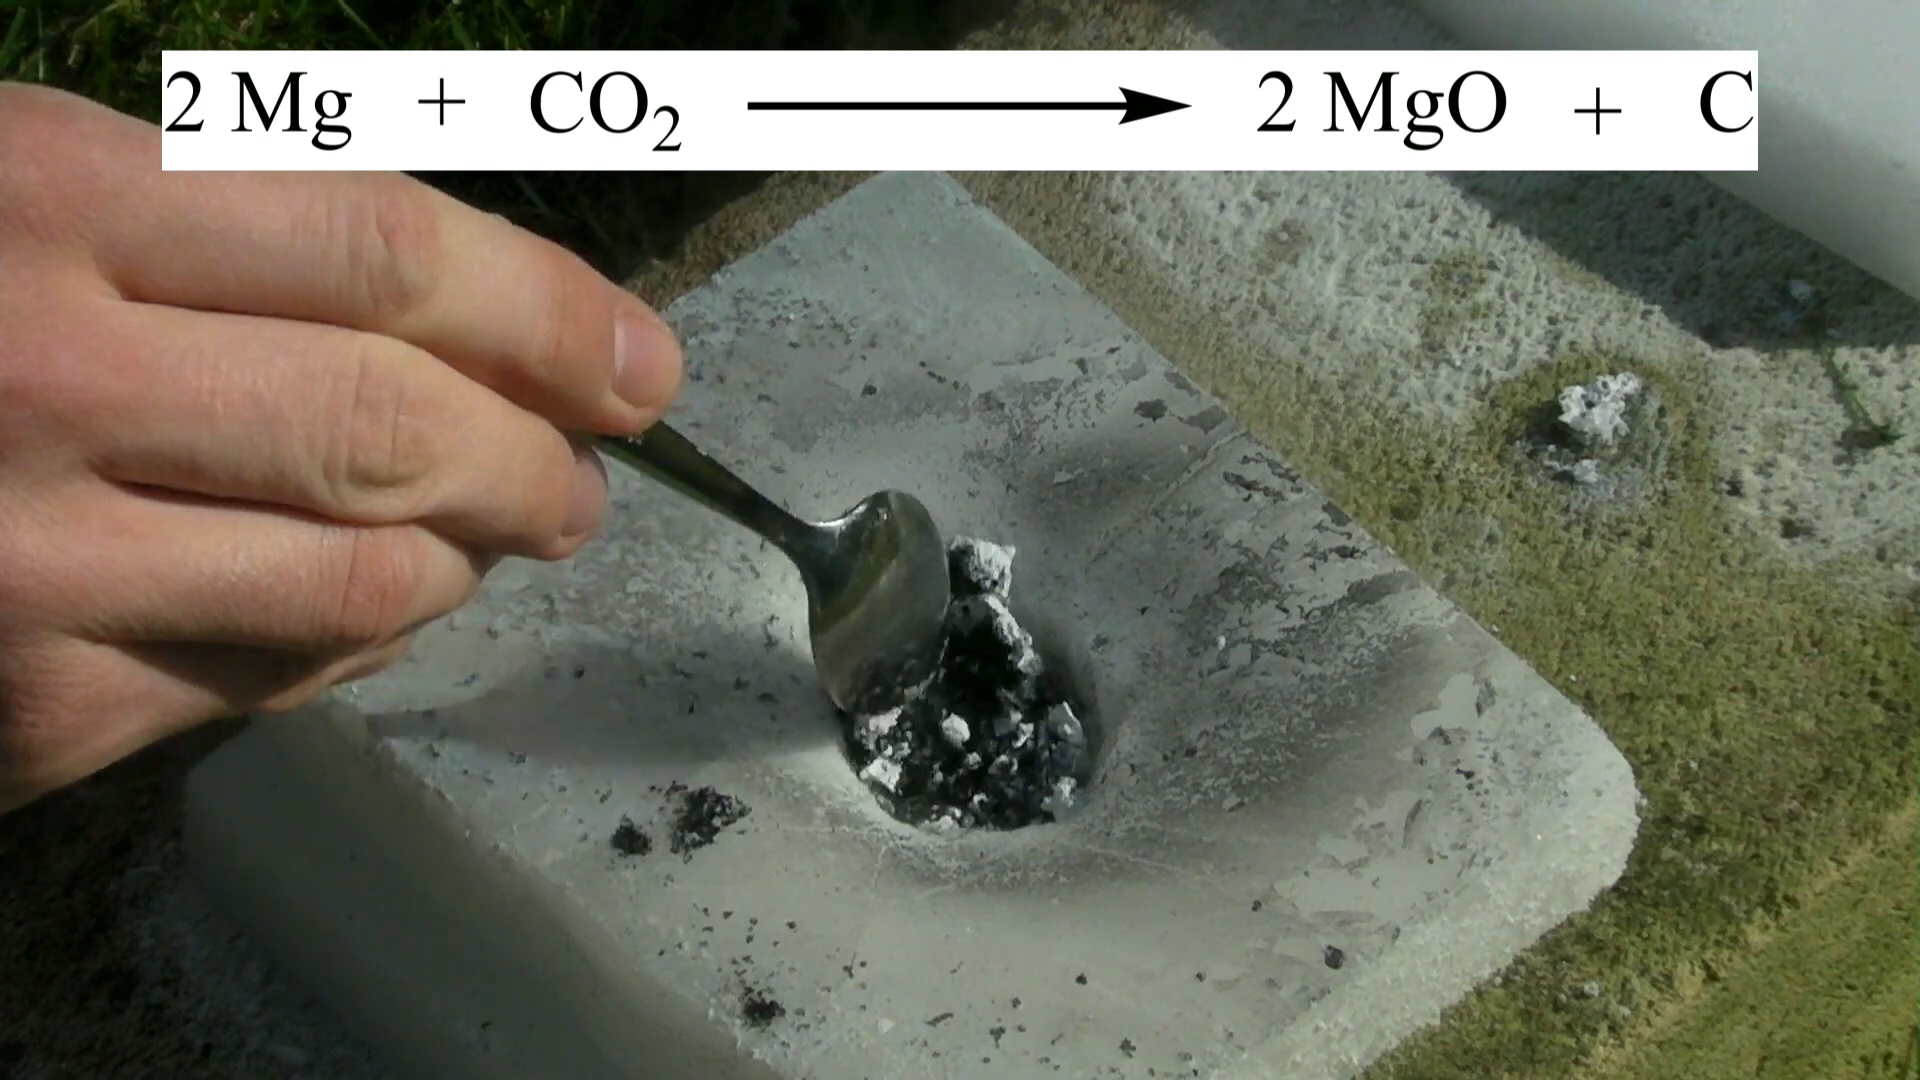 2 Mg + CO₂ ⟶ 2 MgO + C